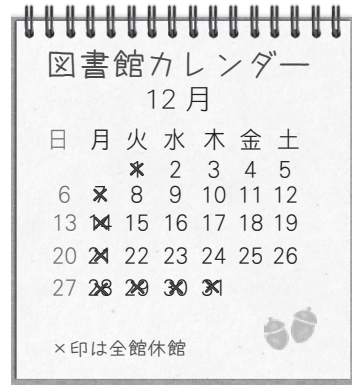 図書館カレンダー
12月
日 月 火 水 木 金 土
1 2 3 4 5
6 7 8 9 10 11 12
13 14 15 16 17 18 19
20 21 22 23 24 25 26
27 28 29 30 31
×印は全館休館